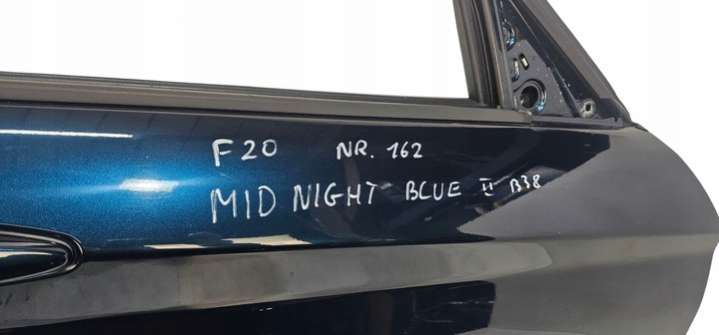 F20 NR. 162
MID NIGHT BLUE II B38